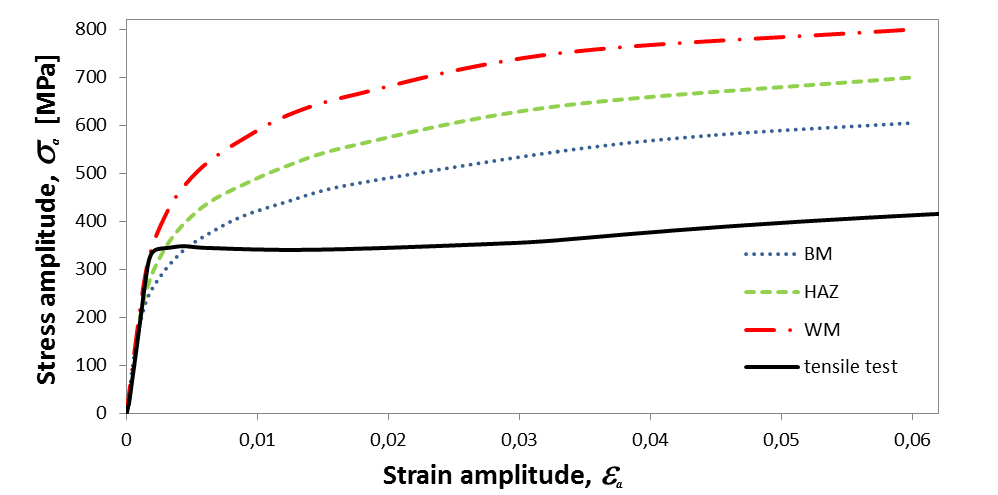 Stress amplitude, σa [MPa]
800
700
600
500
400
300
200
100
0
BM
HAZ
WM
tensile test
0 0,01 0,02 0,03 0,04 0,05 0,06
Strain amplitude, εa